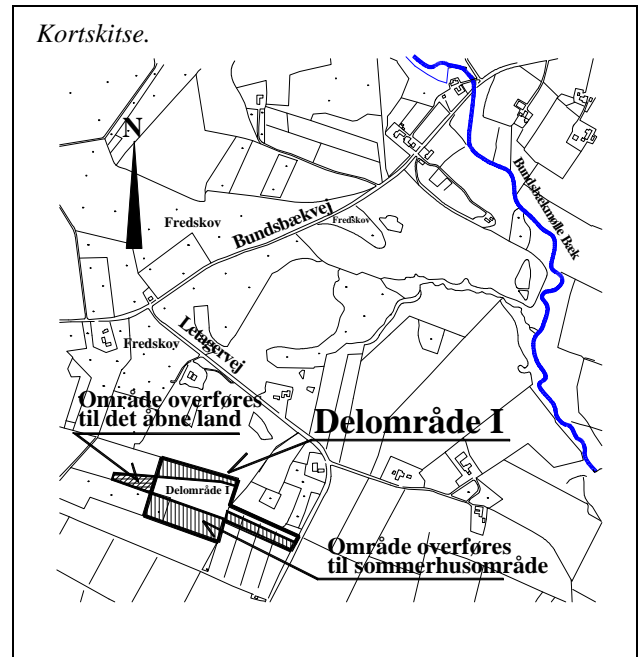 Kortskitse.
N
Bundsbækmølle Bæk
Fredskov
Bundsbækvej
Fredskov
Fredskov
Letagervej
Område overføres
til det åbne land
Delområde I
Delområde I
Område overføres
til sommerhusområde